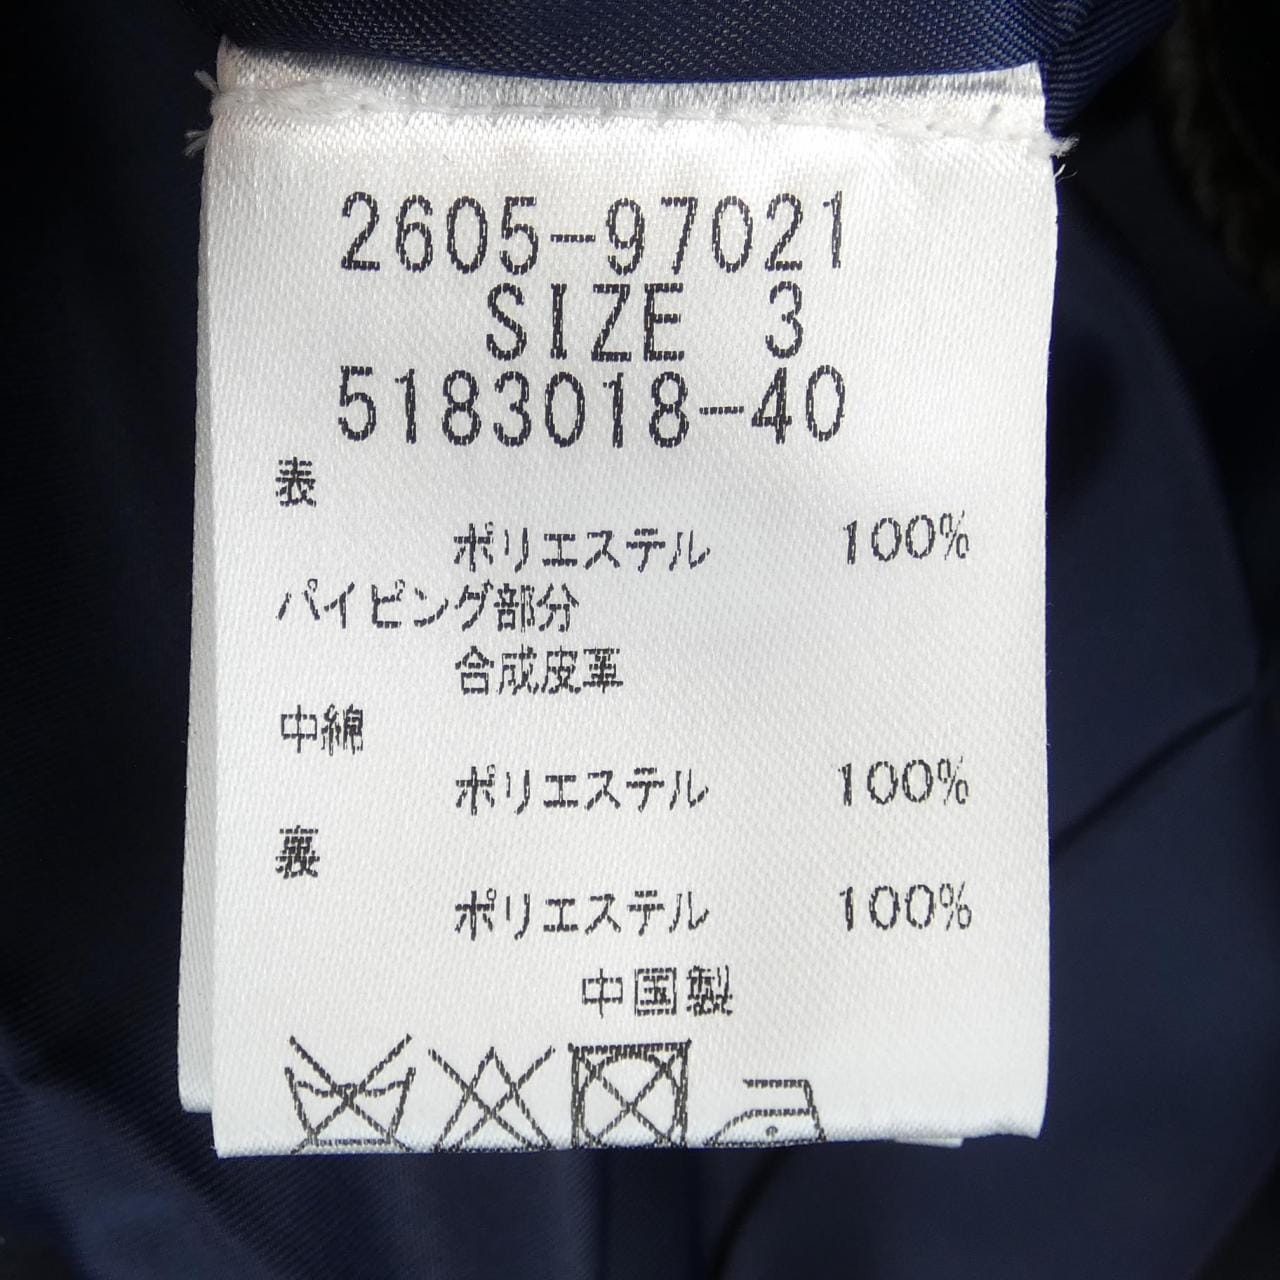 2605-97021
SIZE 3
5183018-40
表
ポリエステル 100%
パイピング部分
合成皮革
中綿
ポリエステル 100%
裏
ポリエステル 100%
中国製